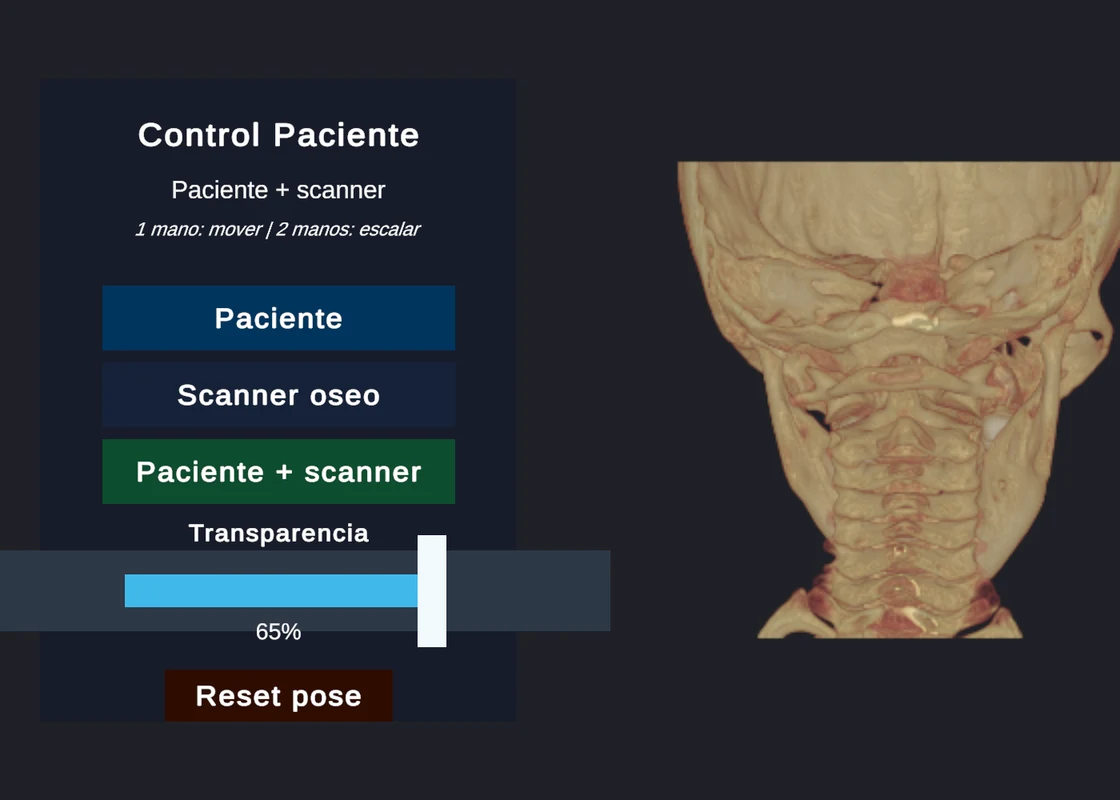 Control Paciente
Paciente + scanner
1 mano: mover | 2 manos: escalar
Paciente
Scanner oseo
Paciente + scanner
Transparencia
65%
Reset pose